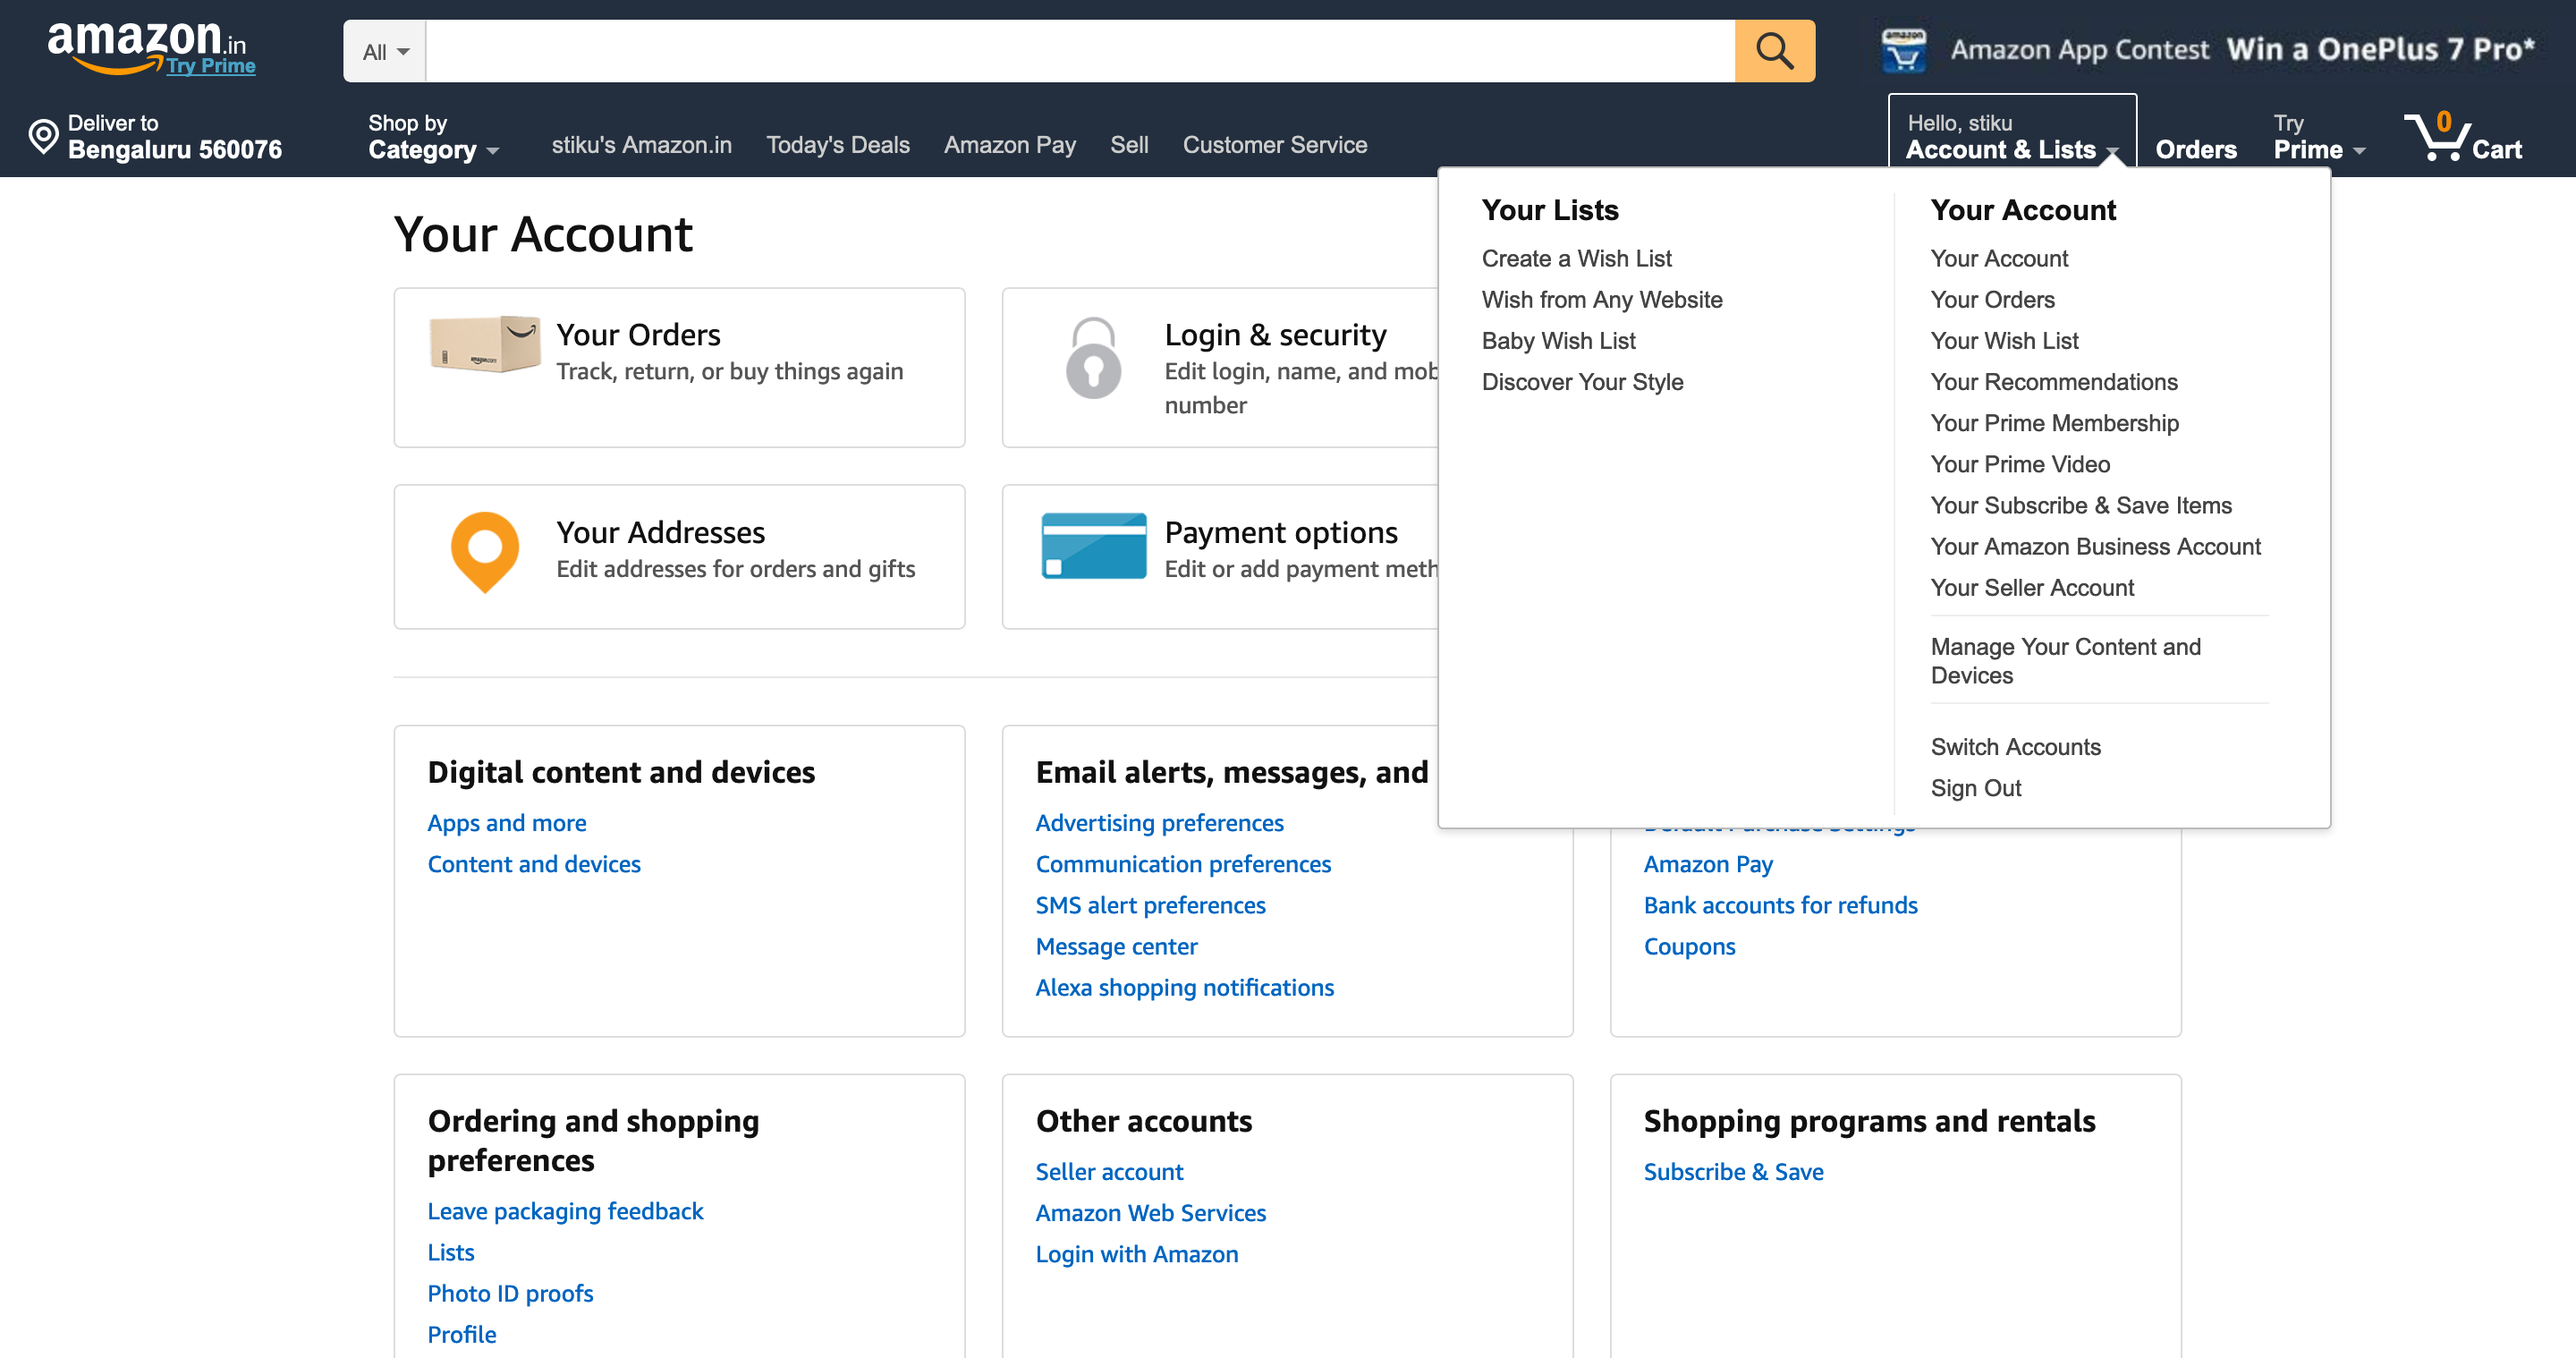 amazon.in
Try Prime
All
Amazon App Contest Win a OnePlus 7 Pro*
Deliver to
Bengaluru 560076
Shop by
Category
stiku's Amazon.in
Today's Deals
Amazon Pay
Sell
Customer Service
Hello, stiku
Account & Lists
Orders
Try
Prime
0
Cart
Your Lists
Create a Wish List
Wish from Any Website
Baby Wish List
Discover Your Style
Your Account
Your Account
Your Orders
Your Wish List
Your Recommendations
Your Prime Membership
Your Prime Video
Your Subscribe & Save Items
Your Amazon Business Account
Your Seller Account
Manage Your Content and
Devices
Switch Accounts
Sign Out
Your Account
Your Orders
Track, return, or buy things again
Login & security
Edit login, name, and mob
number
Your Addresses
Edit addresses for orders and gifts
Payment options
Edit or add payment meth
Digital content and devices
Apps and more
Content and devices
Email alerts, messages, and
Advertising preferences
Communication preferences
SMS alert preferences
Message center
Alexa shopping notifications
Amazon Pay
Bank accounts for refunds
Coupons
Ordering and shopping
preferences
Leave packaging feedback
Lists
Photo ID proofs
Profile
Other accounts
Seller account
Amazon Web Services
Login with Amazon
Shopping programs and rentals
Subscribe & Save